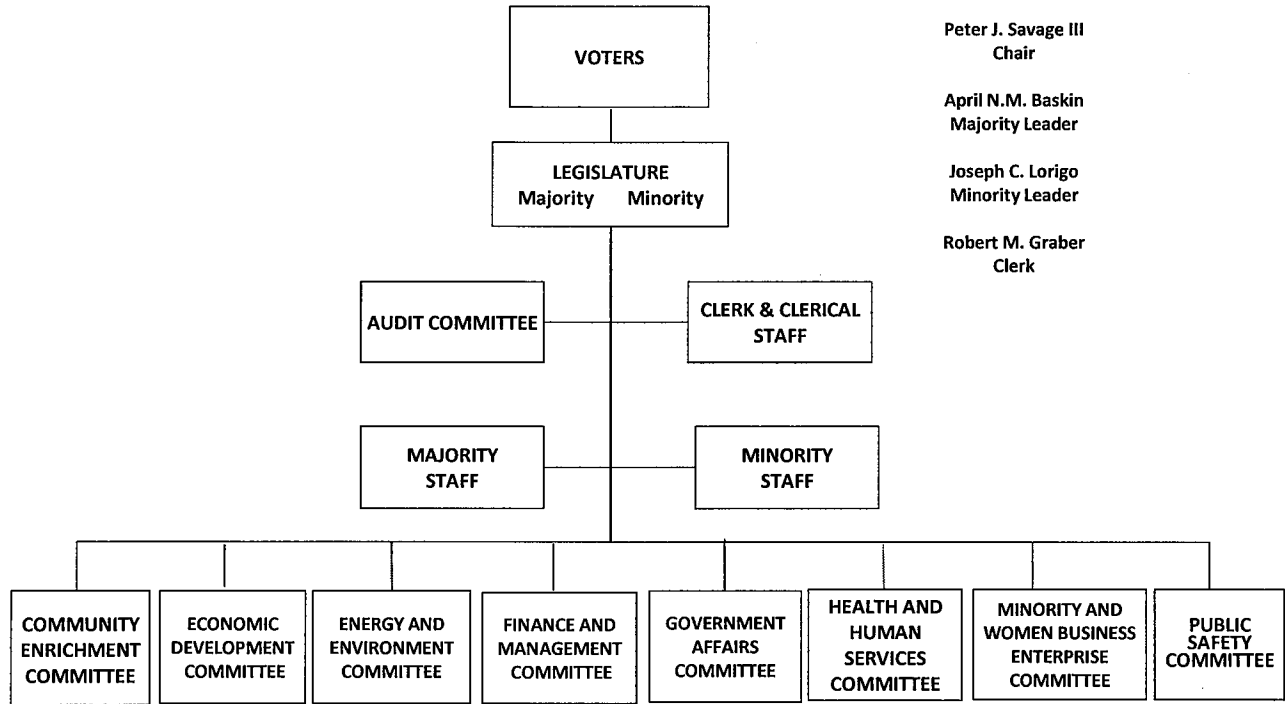 VOTERS
Peter J. Savage III
Chair
April N.M. Baskin
Majority Leader
Joseph C. Lorigo
Minority Leader
Robert M. Graber
Clerk
LEGISLATURE
Majority Minority
AUDIT COMMITTEE
CLERK & CLERICAL
STAFF
MAJORITY
STAFF
MINORITY
STAFF
COMMUNITY
ENRICHMENT
COMMITTEE
ECONOMIC
DEVELOPMENT
COMMITTEE
ENERGY AND
ENVIRONMENT
COMMITTEE
FINANCE AND
MANAGEMENT
COMMITTEE
GOVERNMENT
AFFAIRS
COMMITTEE
HEALTH AND
HUMAN
SERVICES
COMMITTEE
MINORITY AND
WOMEN BUSINESS
ENTERPRISE
COMMITTEE
PUBLIC
SAFETY
COMMITTEE